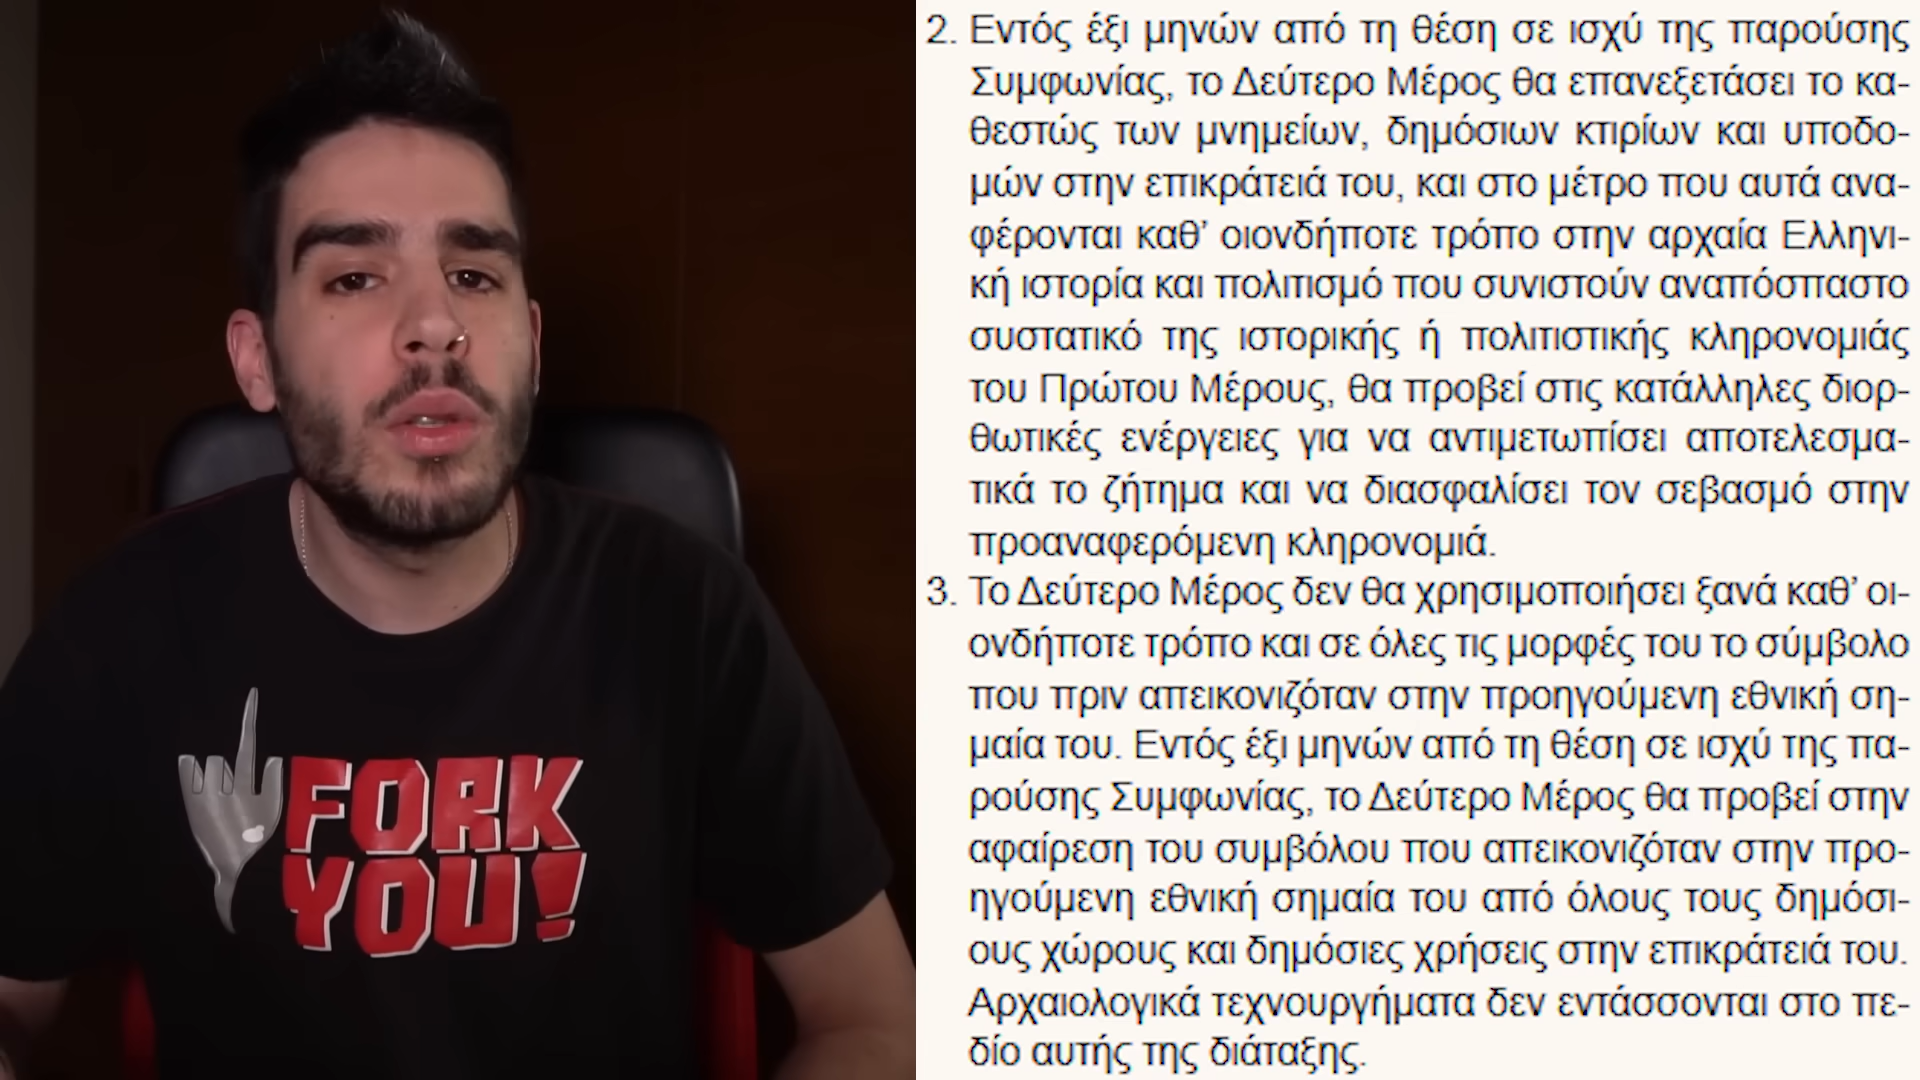 FORK
YOU!
2. Εντός έξι μηνών από τη θέση σε ισχύ της παρούσης
Συμφωνίας, το Δεύτερο Μέρος θα επανεξετάσει το κα-
θεστώς των μνημείων, δημόσιων κτιρίων και υποδο-
μών στην επικράτειά του, και στο μέτρο που αυτά ανα-
φέρονται καθ’ οιονδήποτε τρόπο στην αρχαία Ελληνι-
κή ιστορία και πολιτισμό που συνιστούν αναπόσπαστο
συστατικό της ιστορικής ή πολιτιστικής κληρονομιάς
του Πρώτου Μέρους, θα προβεί στις κατάλληλες διορ-
θωτικές ενέργειες για να αντιμετωπίσει αποτελεσμα-
τικά το ζήτημα και να διασφαλίσει τον σεβασμό στην
προαναφερόμενη κληρονομιά.
3. Το Δεύτερο Μέρος δεν θα χρησιμοποιήσει ξανά καθ’ οι-
ονδήποτε τρόπο και σε όλες τις μορφές του το σύμβολο
που πριν απεικονιζόταν στην προηγούμενη εθνική ση-
μαία του. Εντός έξι μηνών από τη θέση σε ισχύ της πα-
ρούσης Συμφωνίας, το Δεύτερο Μέρος θα προβεί στην
αφαίρεση του συμβόλου που απεικονιζόταν στην προ-
ηγούμενη εθνική σημαία του από όλους τους δημόσι-
ους χώρους και δημόσιες χρήσεις στην επικράτειά του.
Αρχαιολογικά τεχνουργήματα δεν εντάσσονται στο πε-
δίο αυτής της διάταξης.